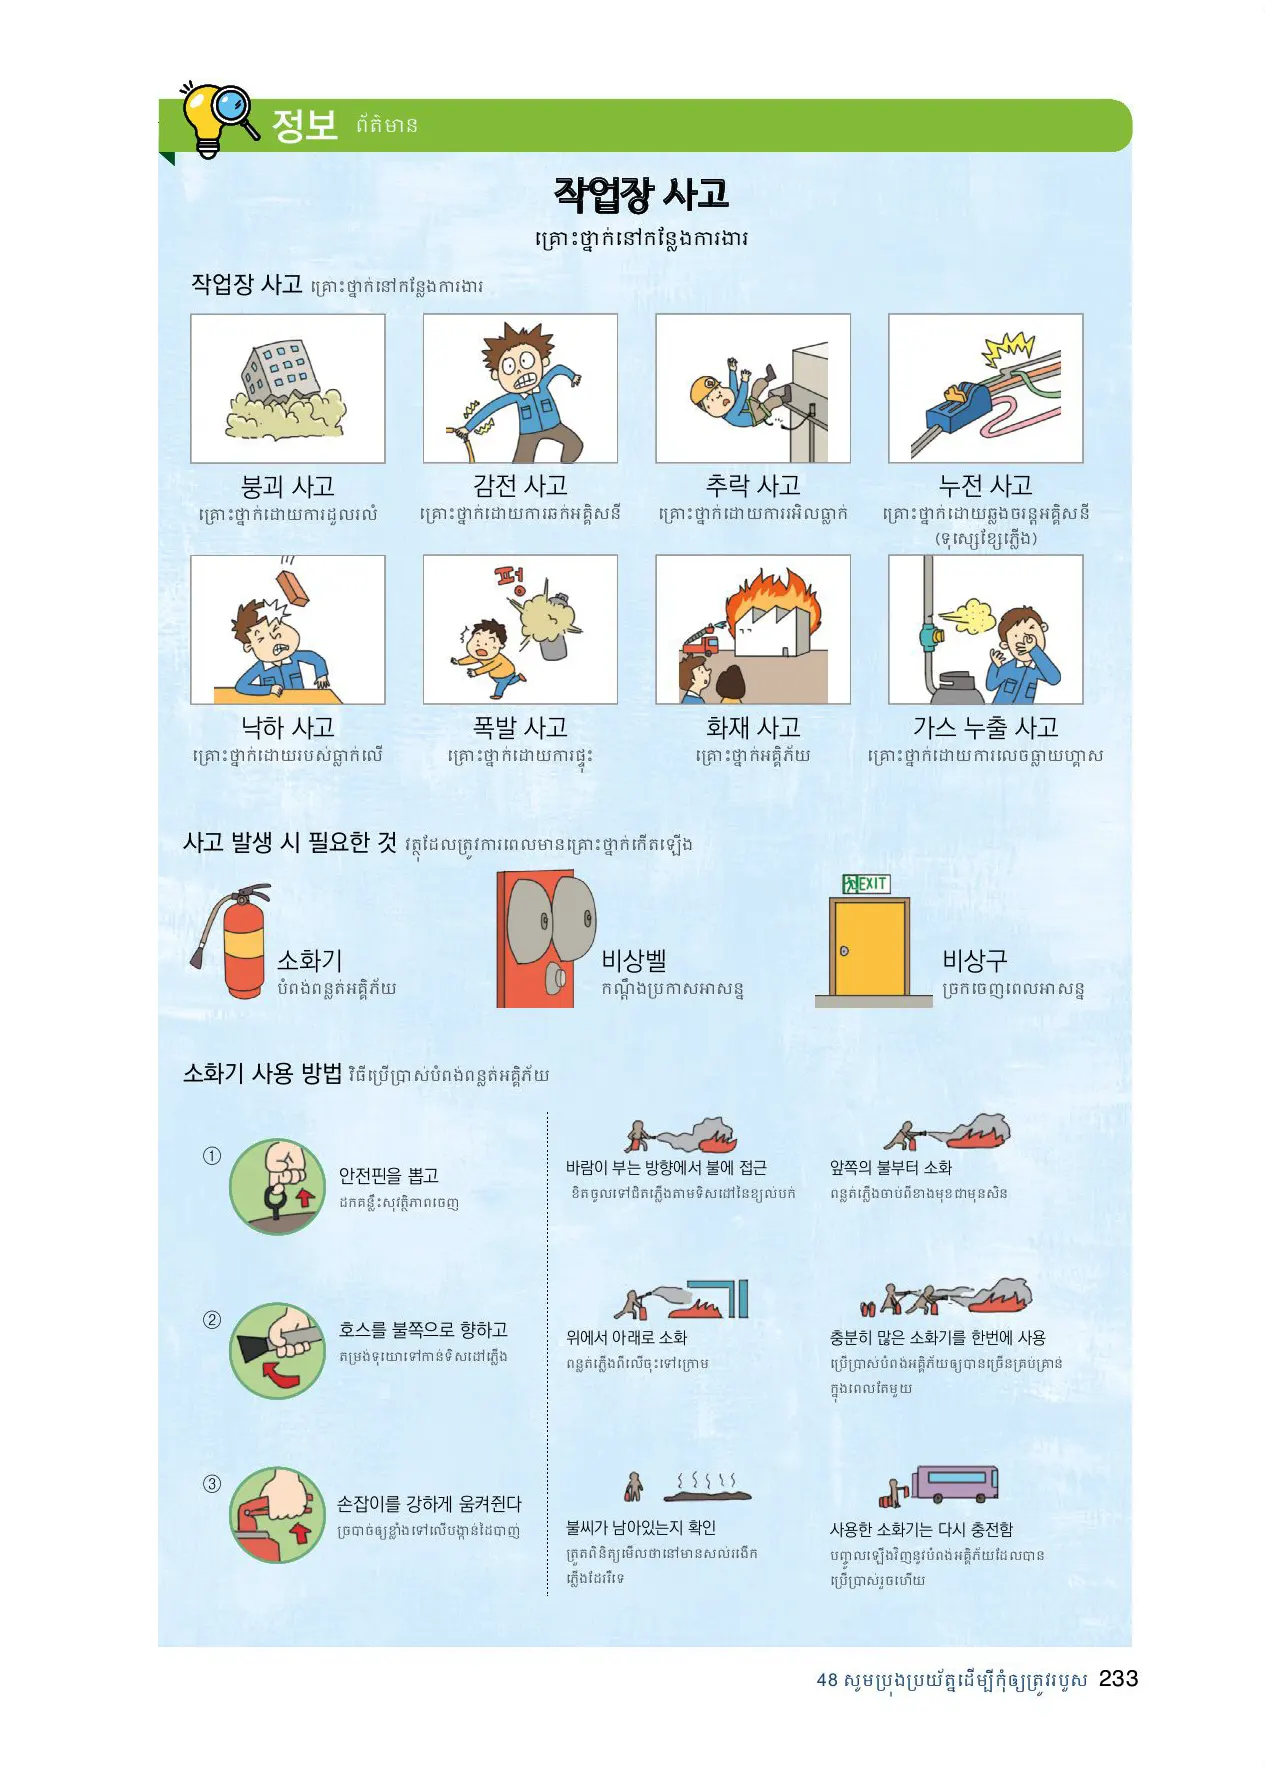 정보 ព័ត៌មាន
작업장 사고
គ្រោះថ្នាក់នៅកន្លែងការងារ
작업장 사고 គ្រោះថ្នាក់នៅកន្លែងការងារ
붕괴 사고
គ្រោះថ្នាក់ដោយការដួលរលំ
감전 사고
គ្រោះថ្នាក់ដោយការឆក់អគ្គិសនី
추락 사고
គ្រោះថ្នាក់ដោយការរអិលធ្លាក់
누전 사고
គ្រោះថ្នាក់ដោយឆ្លងចរន្តអគ្គិសនី
(ទុស្សេខ្សែភ្លើង)
펑
낙하 사고
គ្រោះថ្នាក់ដោយរបស់ធ្លាក់លើ
폭발 사고
គ្រោះថ្នាក់ដោយការផ្ទុះ
화재 사고
គ្រោះថ្នាក់អគ្គិភ័យ
가스 누출 사고
គ្រោះថ្នាក់ដោយការលេចធ្លាយហ្គាស
사고 발생 시 필요한 것 វត្ថុដែលត្រូវការពេលមានគ្រោះថ្នាក់កើតឡើង
EXIT
소화기
បំពង់ពន្លត់អគ្គិភ័យ
비상벨
កណ្ដឹងប្រកាសអាសន្ន
비상구
ច្រកចេញពេលអាសន្ន
소화기 사용 방법 វិធីប្រើប្រាស់បំពង់ពន្លត់អគ្គិភ័យ
①
안전핀을 뽑고
ដកគន្លឹះសុវត្ថិភាពចេញ
②
호스를 불쪽으로 향하고
តម្រង់ទុយោទៅកាន់ទិសដៅភ្លើង
③
손잡이를 강하게 움켜쥔다
ច្របាច់ឲ្យខ្លាំងទៅលើបង្កាន់ដៃបាញ់
바람이 부는 방향에서 불에 접근
ខិតចូលទៅជិតភ្លើងតាមទិសដៅនៃខ្យល់បក់
앞쪽의 불부터 소화
ពន្លត់ភ្លើងចាប់ពីខាងមុខជាមុនសិន
위에서 아래로 소화
ពន្លត់ភ្លើងពីលើចុះទៅក្រោម
충분히 많은 소화기를 한번에 사용
ប្រើប្រាស់បំពង់អគ្គិភ័យឲ្យបានច្រើនគ្រប់គ្រាន់
ក្នុងពេលតែមួយ
불씨가 남아있는지 확인
ត្រួតពិនិត្យមើលថានៅមានសល់រងើក
ភ្លើងដែររឺទេ
사용한 소화기는 다시 충전함
បញ្ចូលឡើងវិញនូវបំពង់អគ្គិភ័យដែលបាន
ប្រើប្រាស់រួចហើយ
48 សូមប្រុងប្រយ័ត្នដើម្បីកុំឲ្យត្រូវរបួស 233